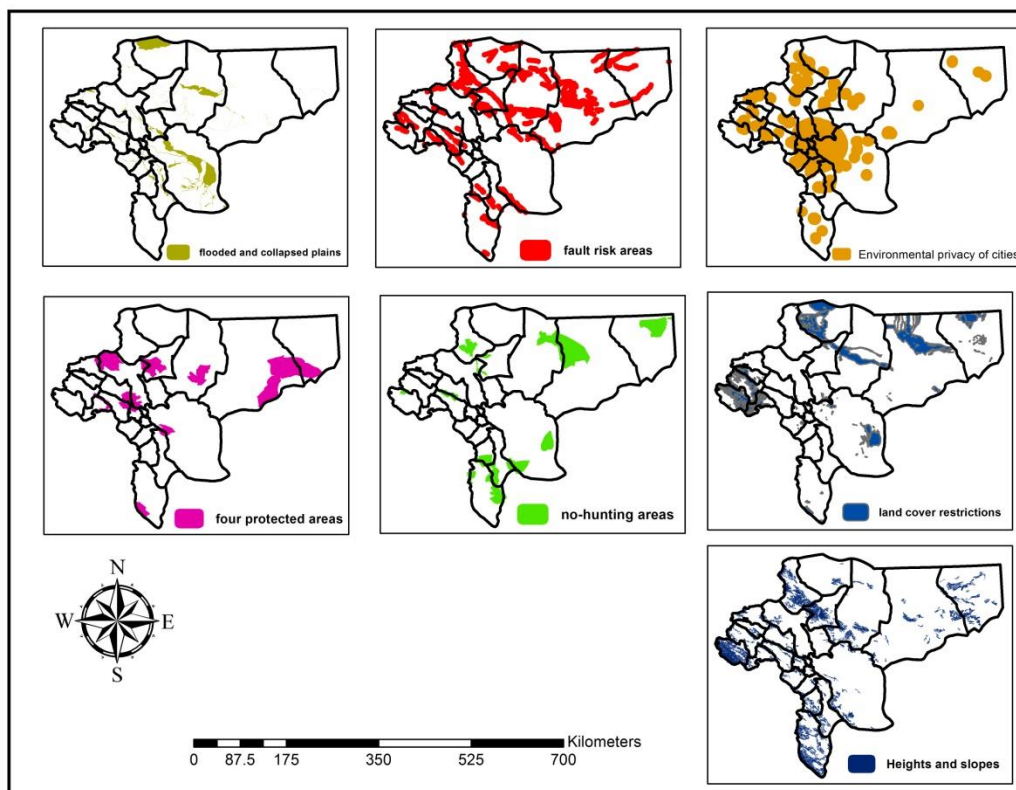 flooded and collapsed plains
fault risk areas
Environmental privacy of cities
four protected areas
no-hunting areas
land cover restrictions
N
W E
S
Heights and slopes
Kilometers
0 87.5 175 350 525 700